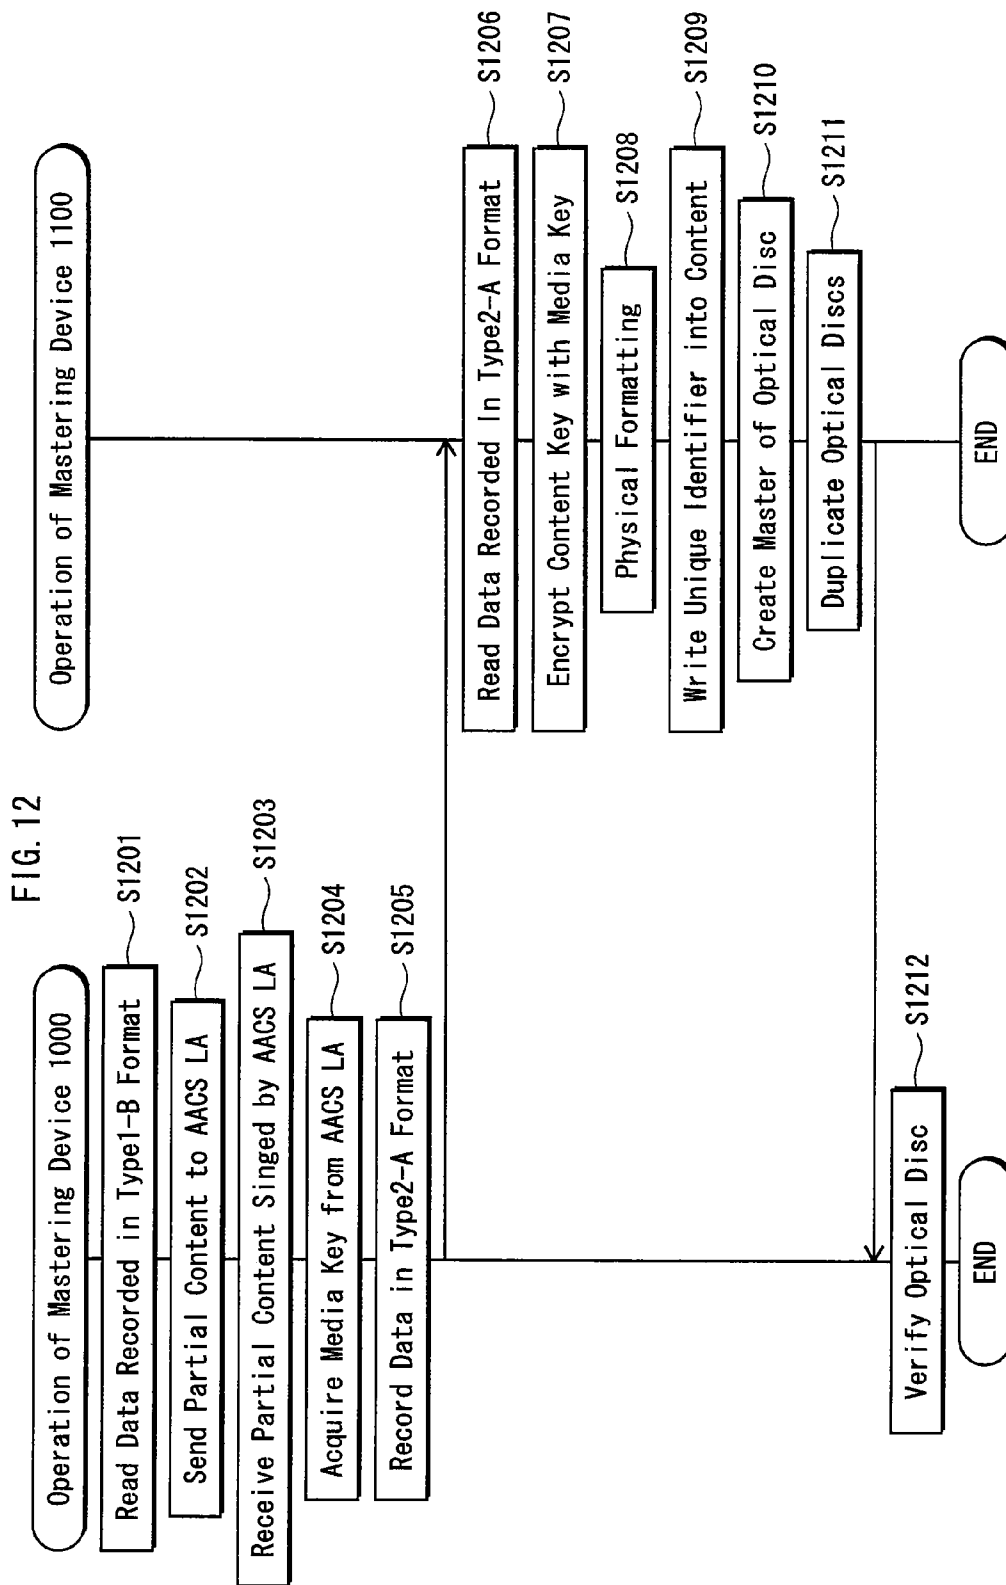 FIG. 12
Operation of Mastering Device 1000
Read Data Recorded in Type1-B Format
S1201
Send Partial Content to AACS LA
S1202
Receive Partial Content Singed by AACS LA
S1203
Acquire Media Key from AACS LA
S1204
Record Data in Type2-A Format
S1205
Verify Optical Disc
S1212
END
Operation of Mastering Device 1100
Read Data Recorded In Type2-A Format
S1206
Encrypt Content Key with Media Key
S1207
Physical Formatting
S1208
Write Unique Identifier into Content
S1209
Create Master of Optical Disc
S1210
Duplicate Optical Discs
S1211
END